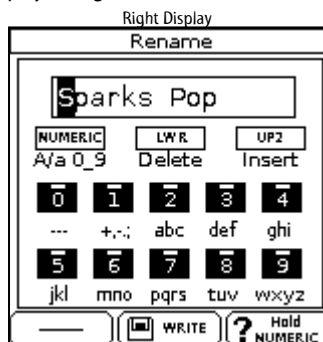 Right Display
Rename
Sparks Pop
NUMERIC LWR UP2
A/a 0_9 Delete Insert
0 1 2 3 4
--- +,-.; abc def ghi
5 6 7 8 9
jkl mno pqrs tuv wxyz
WRITE ? Hold NUMERIC